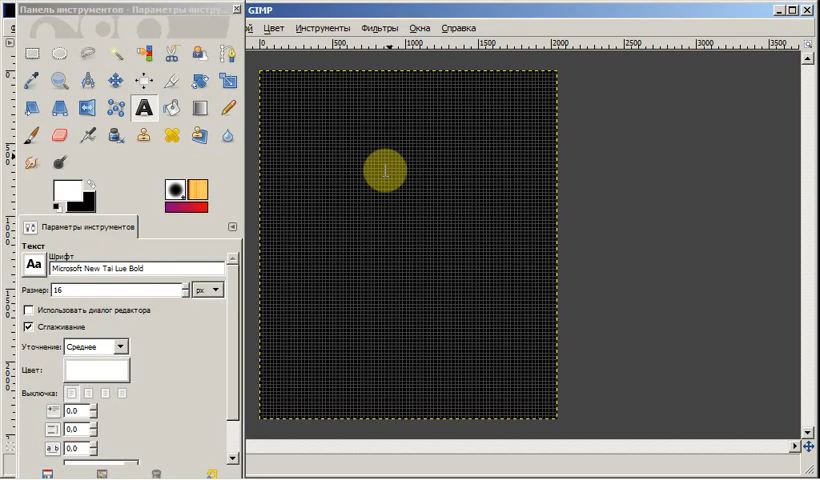 Панель инструментов - Параметры инстру...
GIMP
ой Цвет Инструменты Фильтры Окна Справка
0 500 1000 1500 2000 2500 3000 3500
Параметры инструментов
Текст
Шрифт
Aa Microsoft New Tai Lue Bold
Размер: 16 px
Использовать диалог редактора
Сглаживание
Уточнение: Среднее
Цвет:
Выключка:
0.0
0,0
a_b 0,0